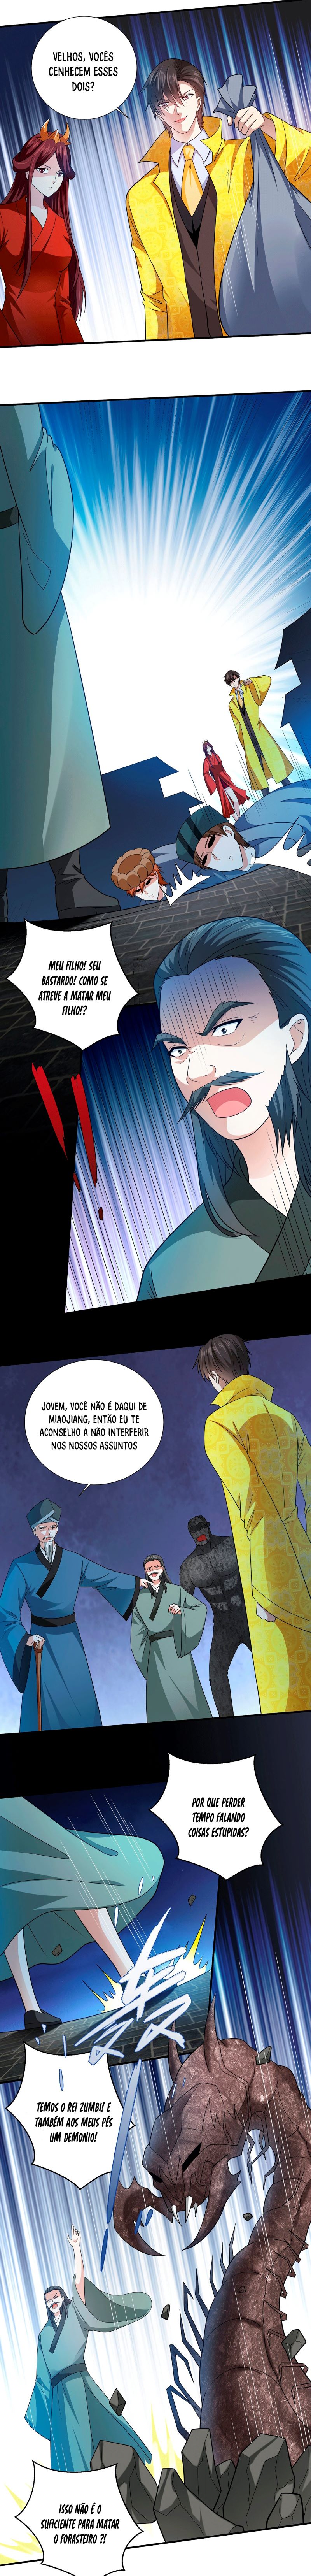 VELHOS, VOCÊS
CENHECEM ESSES
DOIS?
MEU FILHO! SEU
BASTARDO! COMO SE
ATREVE A MATAR MEU
FILHO!?
JOVEM, VOCÊ NÃO É DAQUI DE
MIAOJIANG, ENTÃO EU TE
ACONSELHO A NÃO INTERFERIR
NOS NOSSOS ASSUNTOS
POR QUE PERDER
TEMPO FALANDO
COISAS ESTUPIDAS?
TEMOS O REI ZUMBI! E
TAMBÉM AOS MEUS PÉS
UM DEMONIO!
ISSO NÃO É O
SUFICIENTE PARA MATAR
O FORASTEIRO ?!